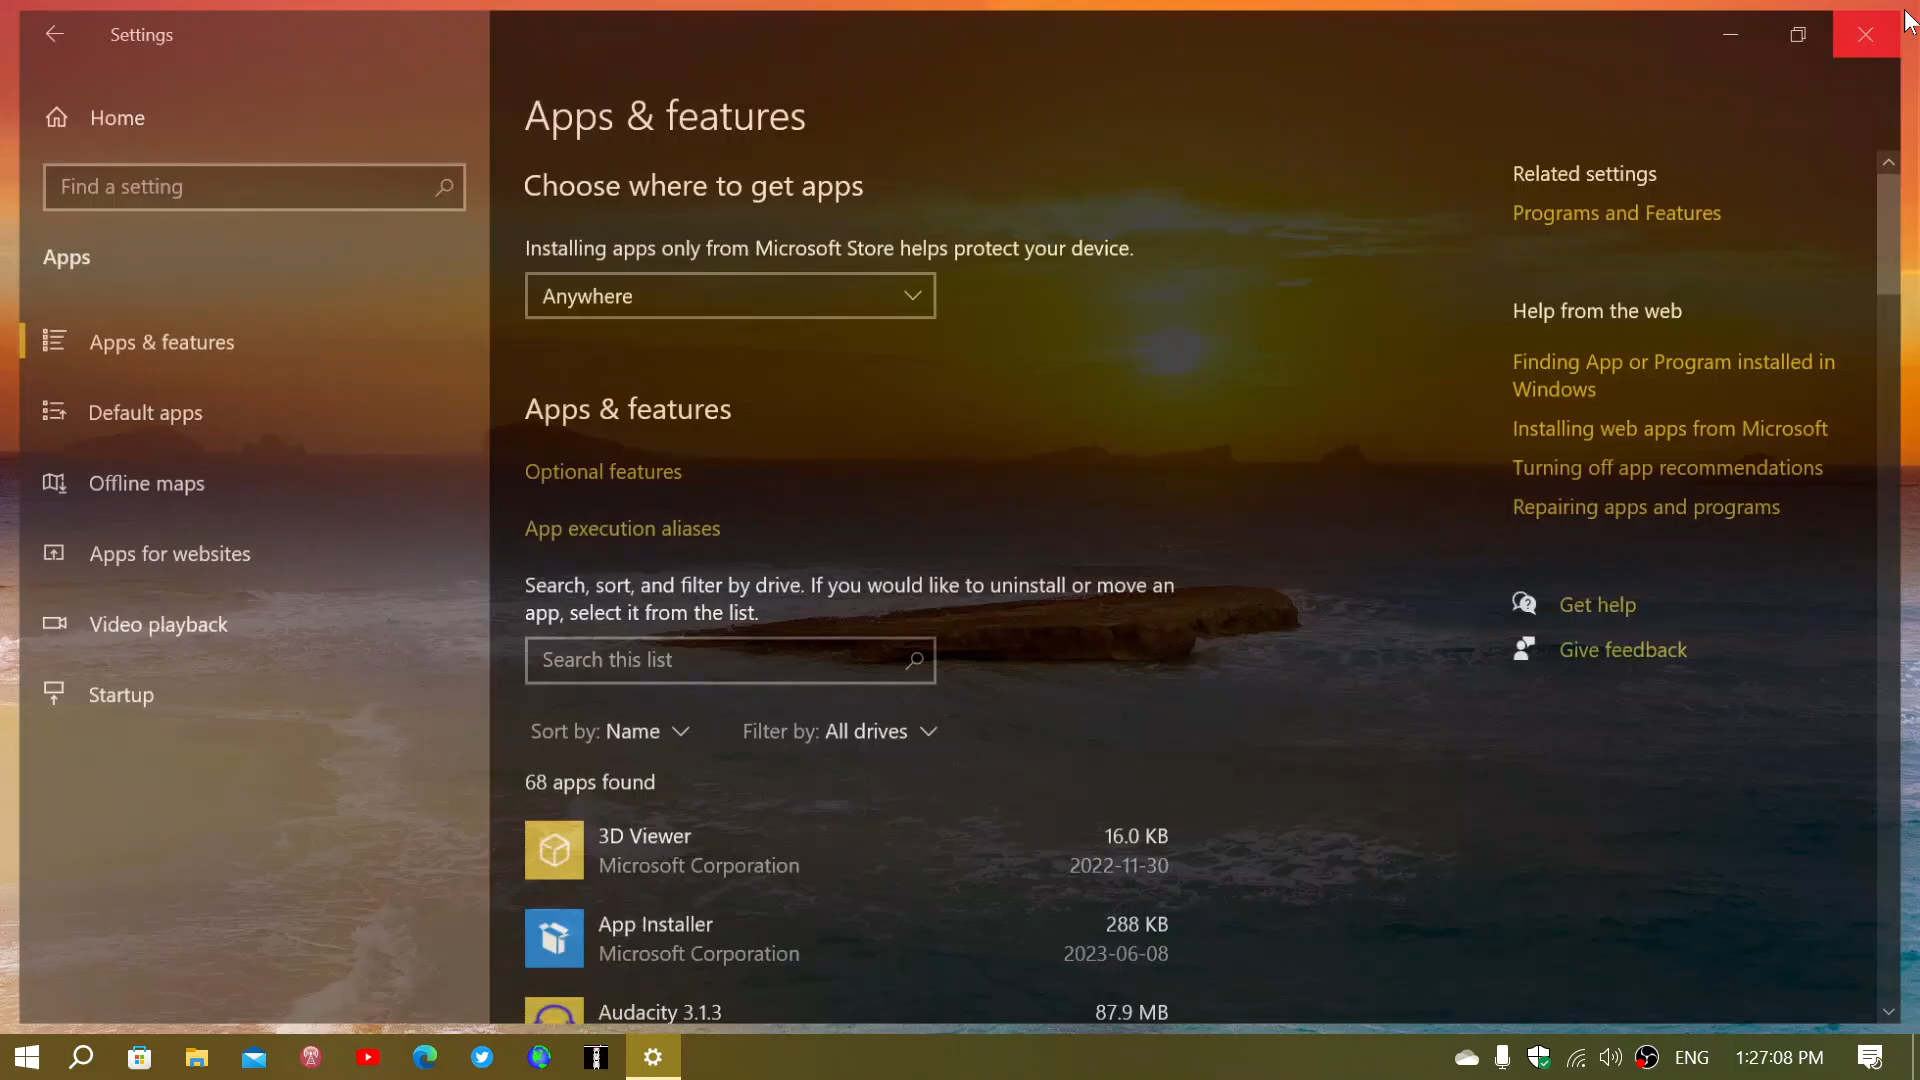 Settings
Home
Find a setting
Apps
Apps & features
Default apps
Offline maps
Apps for websites
Video playback
Startup
Apps & features
Choose where to get apps
Installing apps only from Microsoft Store helps protect your device.
Anywhere
Apps & features
Optional features
App execution aliases
Search, sort, and filter by drive. If you would like to uninstall or move an
app, select it from the list.
Search this list
Sort by: Name
Filter by: All drives
68 apps found
3D Viewer
16.0 KB
Microsoft Corporation
2022-11-30
App Installer
288 KB
Microsoft Corporation
2023-06-08
Audacity 3.1.3
87.9 MB
Related settings
Programs and Features
Help from the web
Finding App or Program installed in
Windows
Installing web apps from Microsoft
Turning off app recommendations
Repairing apps and programs
Get help
Give feedback
ENG
1:27:08 PM